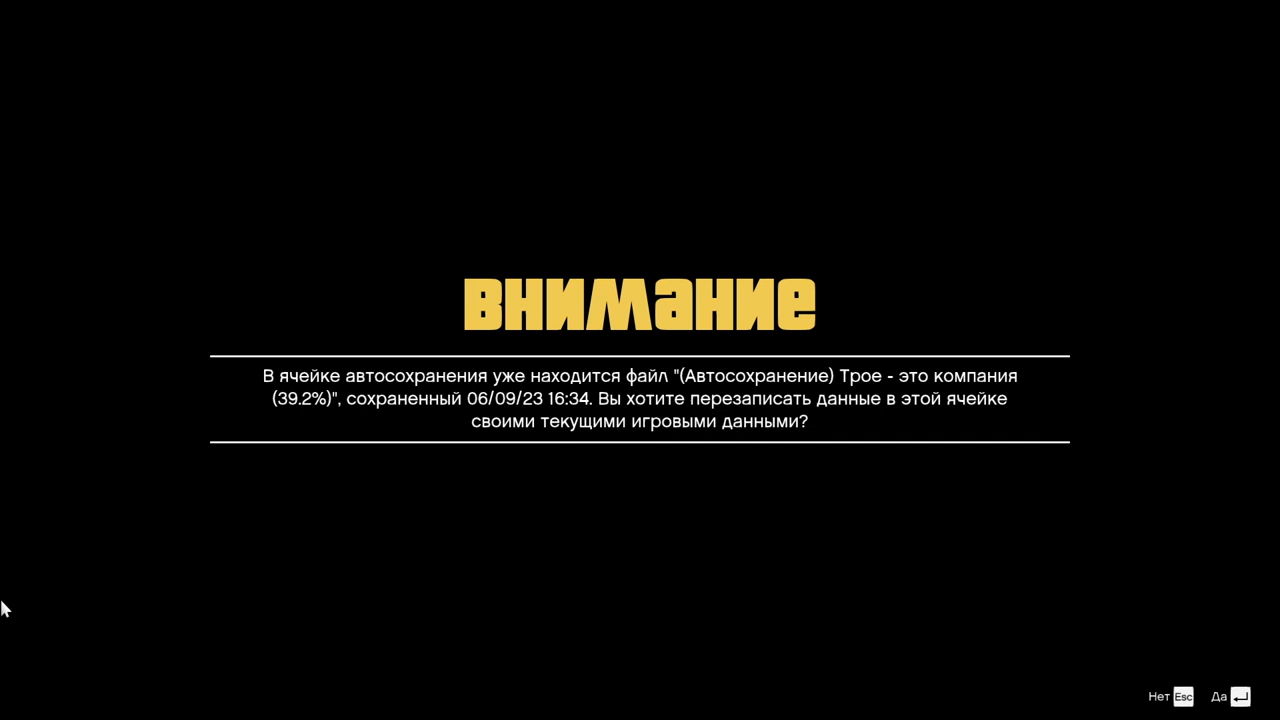 внимание
В ячейке автосохранения уже находится файл "(Автосохранение) Трое - это компания
(39.2%)", сохраненный 06/09/23 16:34. Вы хотите перезаписать данные в этой ячейке
своими текущими игровыми данными?
Нет Esc Да